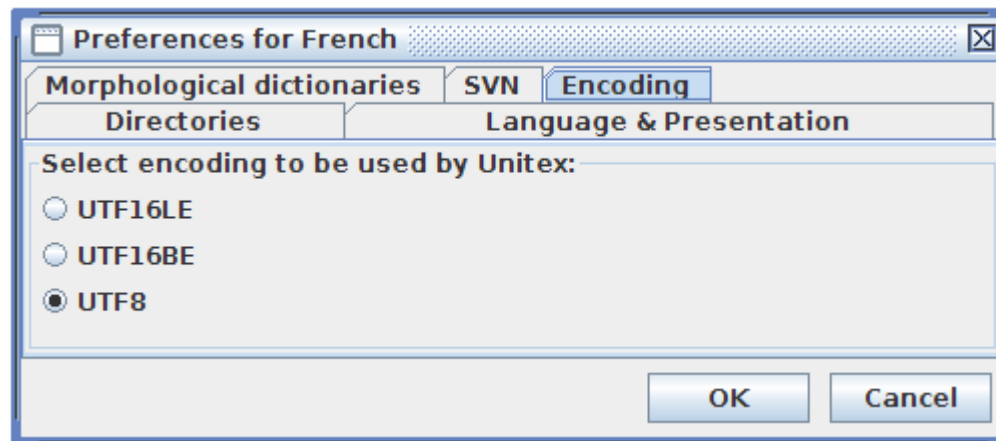 Preferences for French
Morphological dictionaries SVN Encoding
Directories Language & Presentation
Select encoding to be used by Unitex:
UTF16LE
UTF16BE
UTF8
OK Cancel